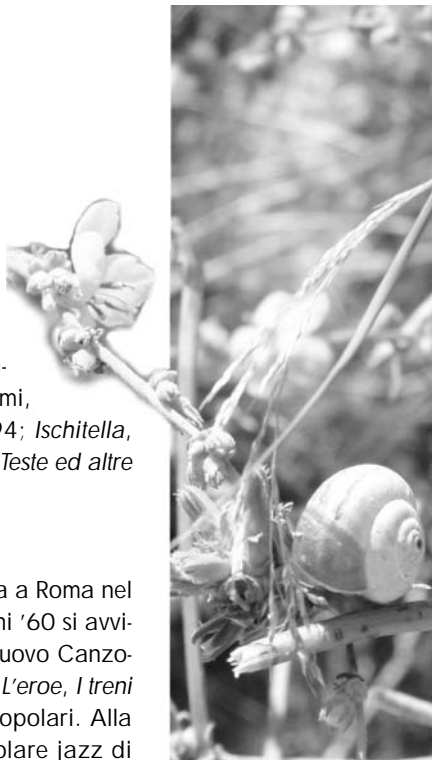 -
mi,
94; Ischitella,
Teste ed altre
a a Roma nel
ni '60 si avvi-
uovo Canzo-
L'eroe, I treni
opolari. Alla
olare jazz di